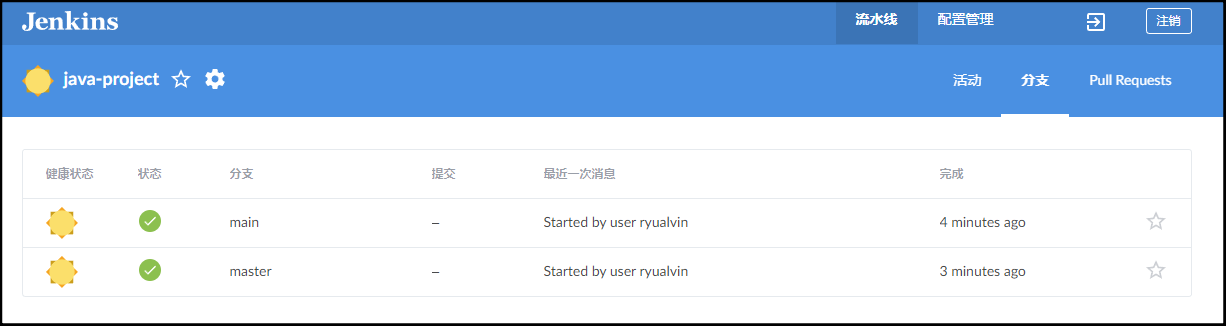 Jenkins 流水线 配置管理 注销
java-project 活动 分支 Pull Requests
健康状态 状态 分支 提交 最近一次消息 完成
main – Started by user ryualvin 4 minutes ago
master – Started by user ryualvin 3 minutes ago